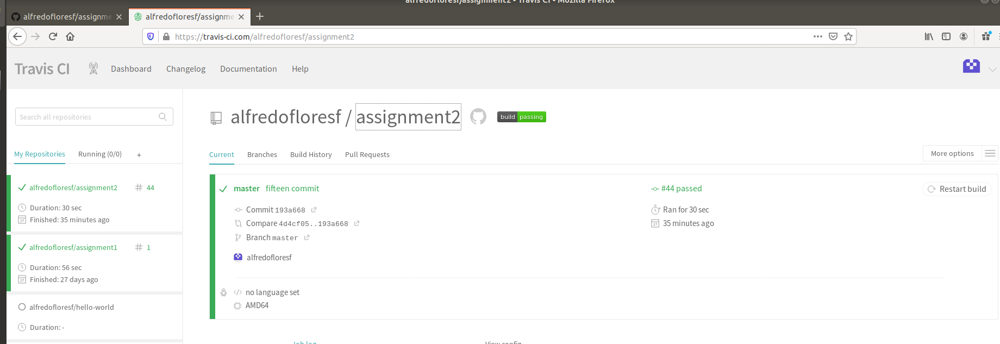 alfredofloresf/assignment2 - Travis CI - Mozilla Firefox
alfredofloresf/assignme
alfredofloresf/assignme
https://travis-ci.com/alfredofloresf/assignment2
Travis CI
Dashboard
Changelog
Documentation
Help
Search all repositories
alfredofloresf / assignment2
build passing
My Repositories
Running (0/0)
+
Current
Branches
Build History
Pull Requests
More options
alfredofloresf/assignment2
# 44
Duration: 30 sec
Finished: 35 minutes ago
alfredofloresf/assignment1
# 1
Duration: 56 sec
Finished: 27 days ago
alfredofloresf/hello-world
Duration: -
master fifteen commit
Commit 193a668
Compare 4d4cf05..193a668
Branch master
alfredofloresf
#44 passed
Ran for 30 sec
35 minutes ago
Restart build
no language set
AMD64
Job log
View config